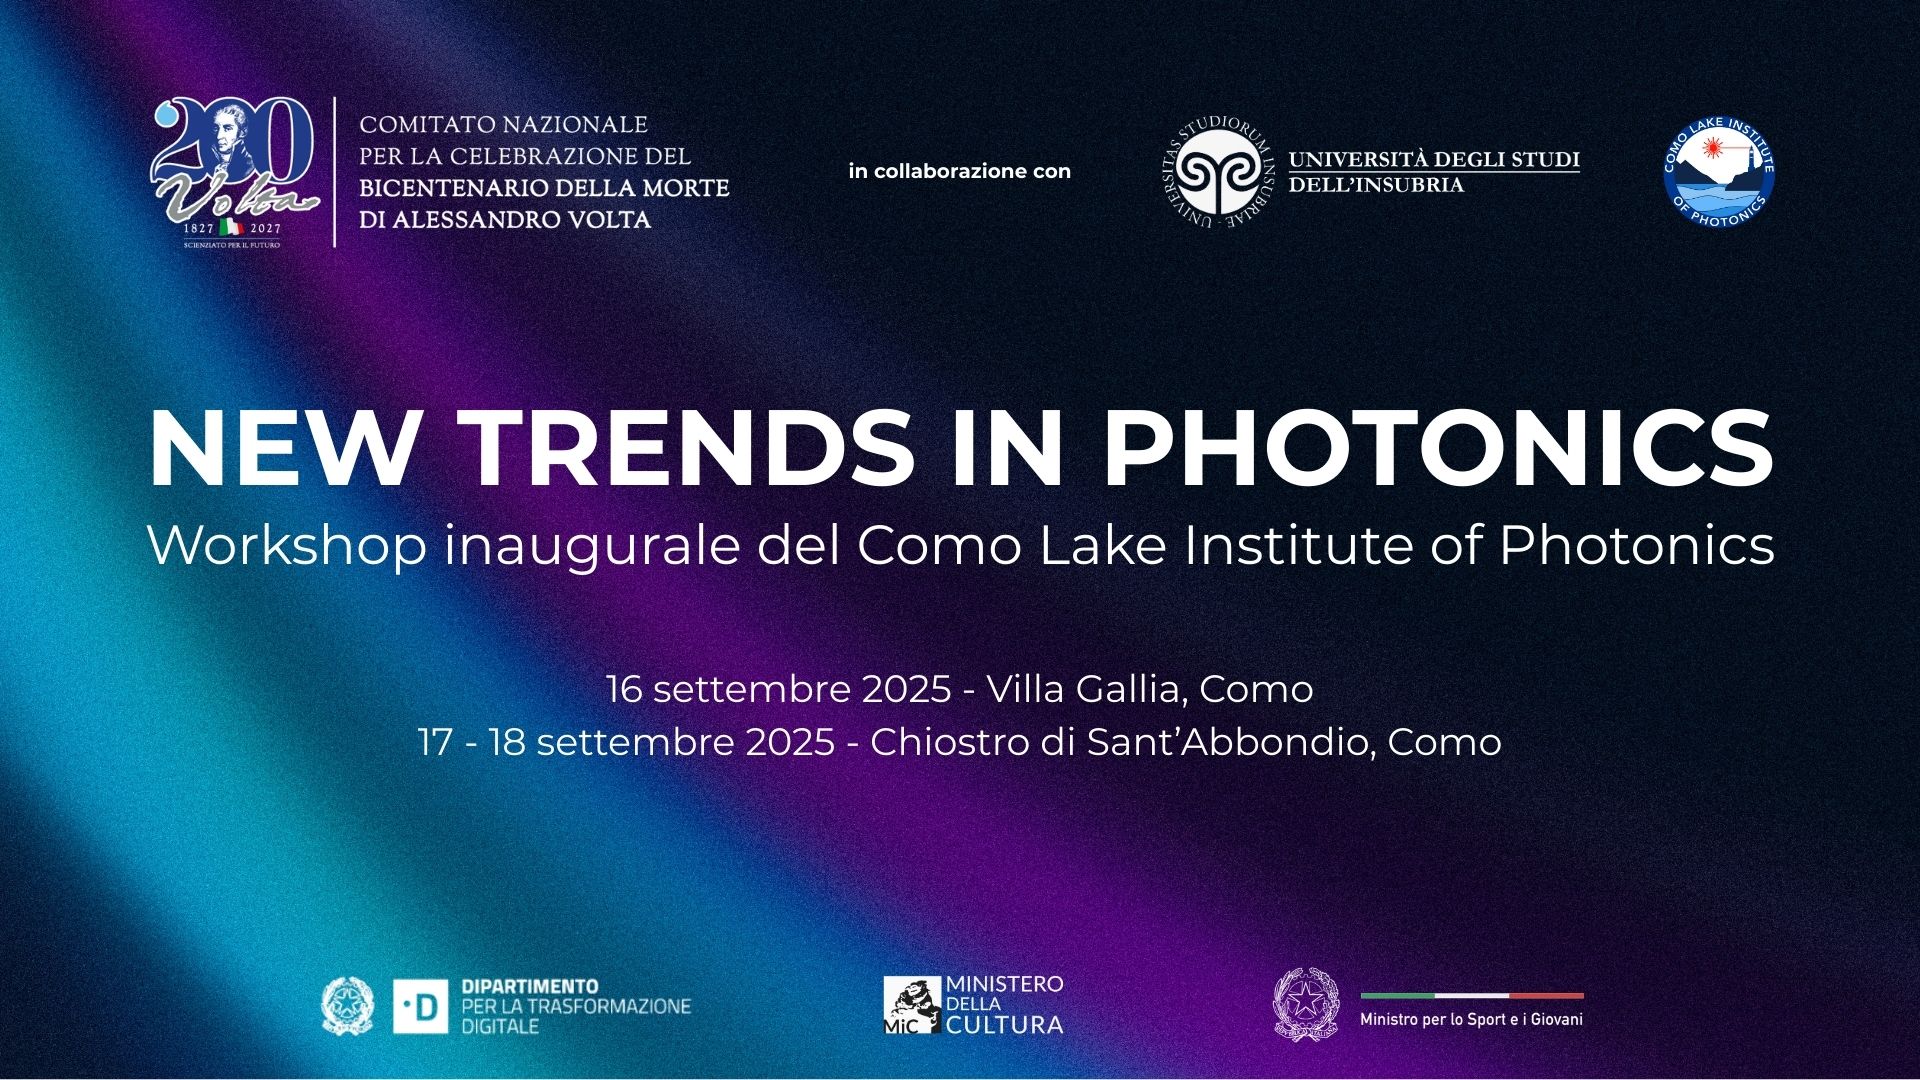 200
Volta
1827 2027
SCIENZIATO PER IL FUTURO
COMITATO NAZIONALE
PER LA CELEBRAZIONE DEL
BICENTENARIO DELLA MORTE
DI ALESSANDRO VOLTA
in collaborazione con
UNIVERSITAS STUDIORUM INSUBRIAE
UNIVERSITÀ DEGLI STUDI
DELL'INSUBRIA
COMO LAKE INSTITUTE
OF PHOTONICS
NEW TRENDS IN PHOTONICS
Workshop inaugurale del Como Lake Institute of Photonics
16 settembre 2025 - Villa Gallia, Como
17 - 18 settembre 2025 - Chiostro di Sant'Abbondio, Como
·D
DIPARTIMENTO
PER LA TRASFORMAZIONE
DIGITALE
MiC
MINISTERO
DELLA
CULTURA
Ministro per lo Sport e i Giovani